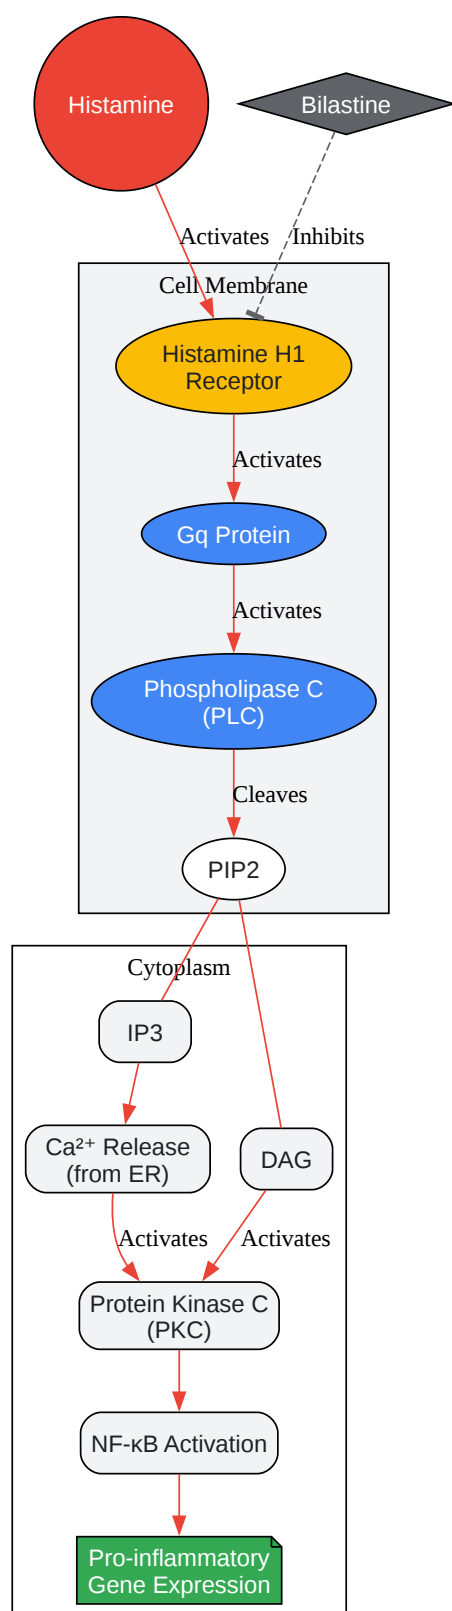 Histamine
Bilastine
Activates
Inhibits
Cell Membrane
Histamine H1
Receptor
Activates
Gq Protein
Activates
Phospholipase C
(PLC)
Cleaves
PIP2
Cytoplasm
IP3
Ca²⁺ Release
(from ER)
DAG
Activates
Activates
Protein Kinase C
(PKC)
NF-κB Activation
Pro-inflammatory
Gene Expression